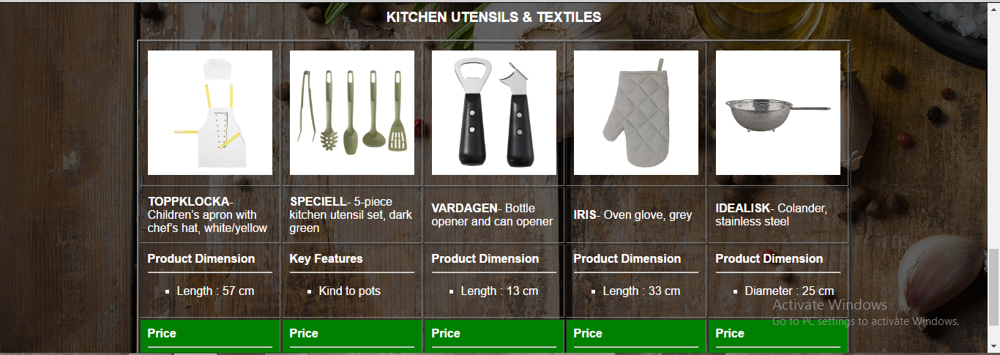 KITCHEN UTENSILS & TEXTILES
TOPPKLOCKA-
Children's apron with
chef's hat, white/yellow
SPECIELL- 5-piece
kitchen utensil set, dark
green
VARDAGEN- Bottle
opener and can opener
IRIS- Oven glove, grey
IDEALISK- Colander,
stainless steel
Product Dimension
Length : 57 cm
Key Features
Kind to pots
Product Dimension
Length : 13 cm
Product Dimension
Length : 33 cm
Product Dimension
Diameter : 25 cm
Activate Windows
Go to PC settings to activate Windows.
Price
Price
Price
Price
Price